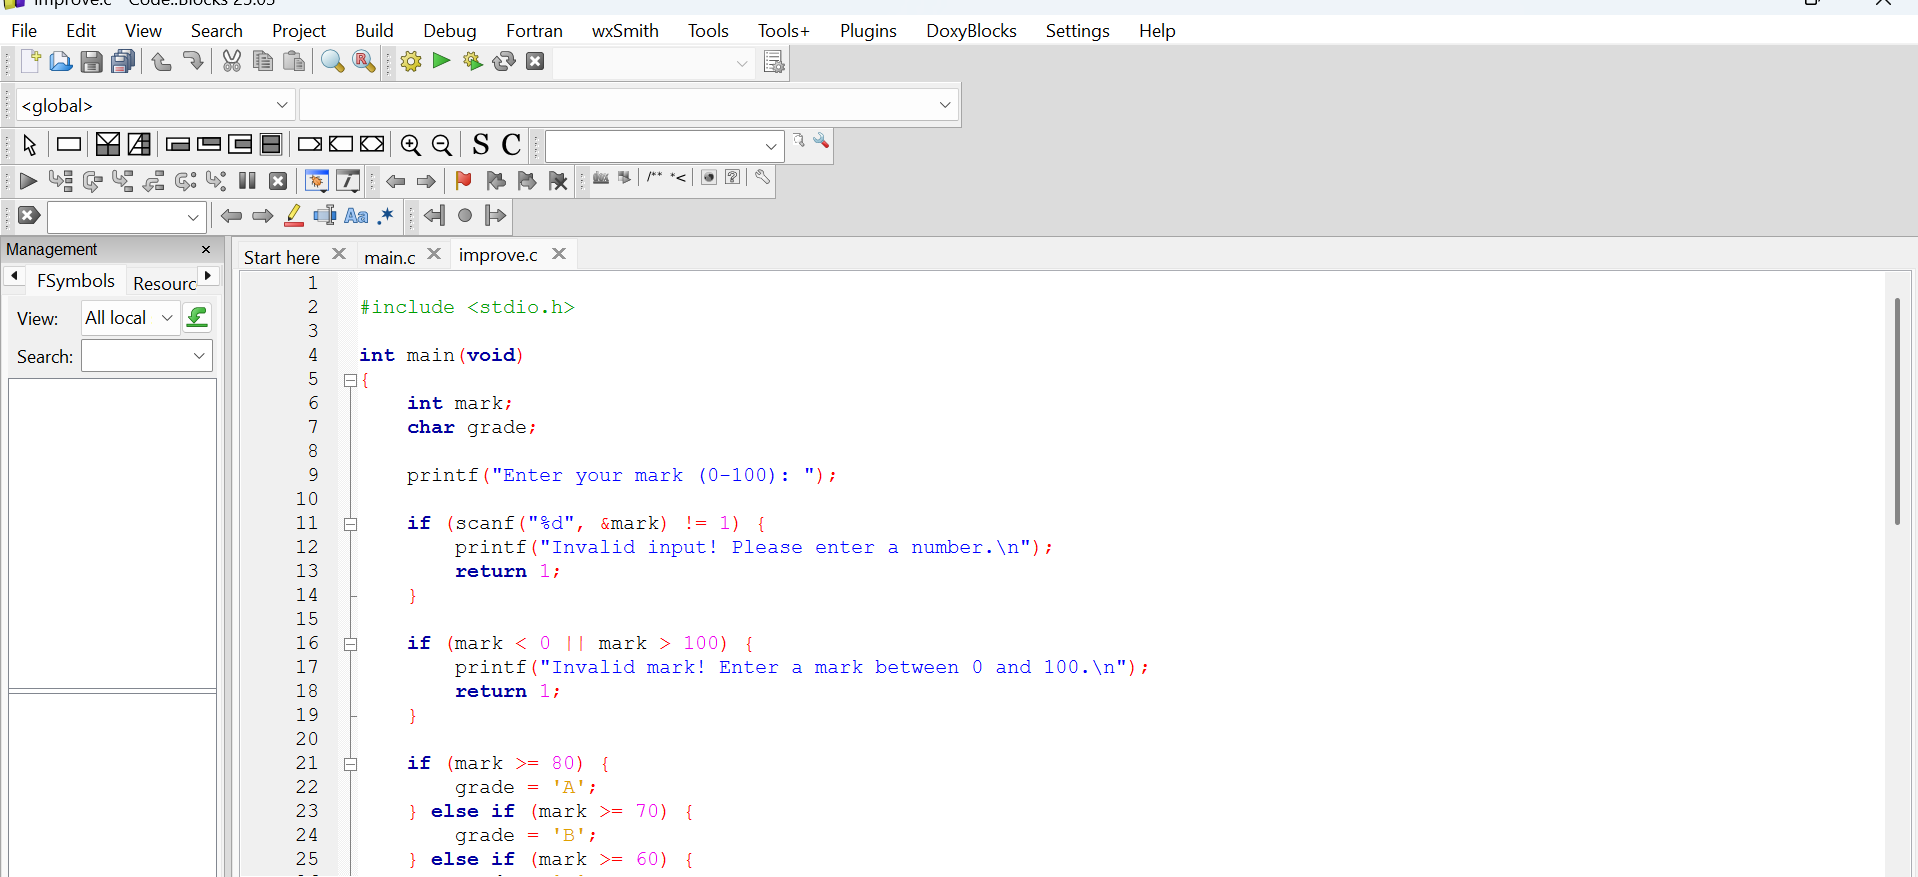 improve.c - Code::Blocks 25.03
File Edit View Search Project Build Debug Fortran wxSmith Tools Tools+ Plugins DoxyBlocks Settings Help
<global>
S C
/** *<
Aa .*
Management
Start here main.c improve.c
FSymbols Resourc
View: All local
Search:
1
2 #include <stdio.h>
3
4 int main(void)
5 {
6 int mark;
7 char grade;
8
9 printf("Enter your mark (0-100): ");
10
11 if (scanf("%d", &mark) != 1) {
12 printf("Invalid input! Please enter a number.\n");
13 return 1;
14 }
15
16 if (mark < 0 || mark > 100) {
17 printf("Invalid mark! Enter a mark between 0 and 100.\n");
18 return 1;
19 }
20
21 if (mark >= 80) {
22 grade = 'A';
23 } else if (mark >= 70) {
24 grade = 'B';
25 } else if (mark >= 60) {